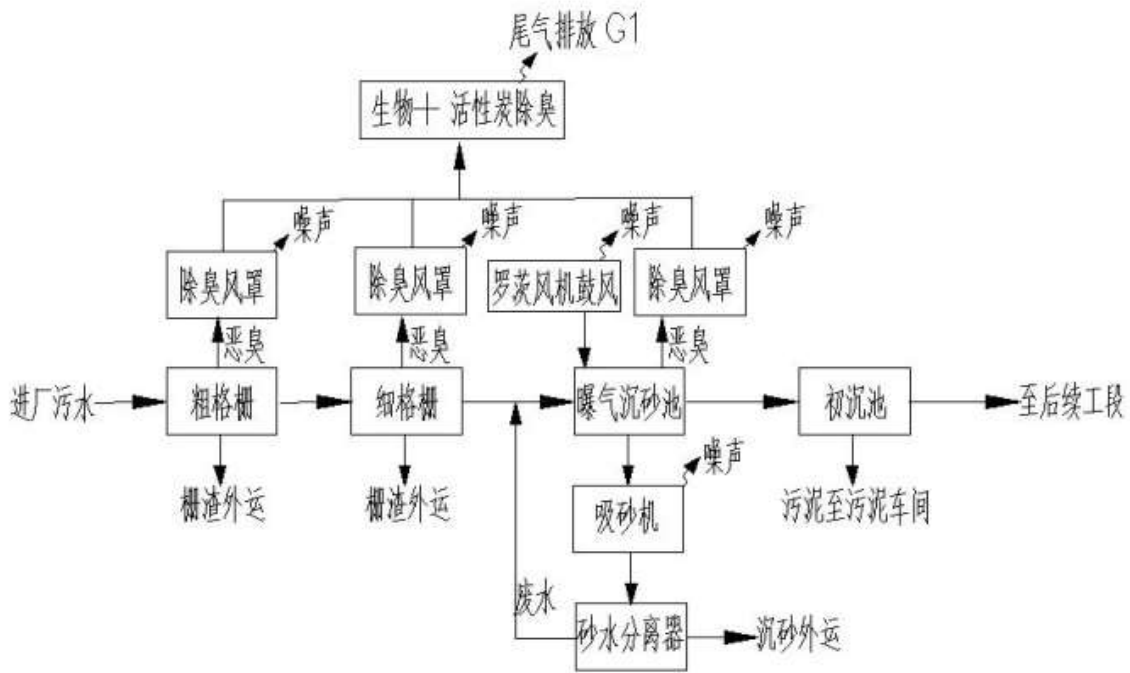 尾气排放 G1
生物+ 活性炭除臭
噪声
噪声
噪声
噪声
除臭风罩
除臭风罩
罗茨风机鼓风
除臭风罩
恶臭
恶臭
恶臭
进厂污水
粗格栅
细格栅
曝气沉砂池
初沉池
至后续工段
噪声
栅渣外运
栅渣外运
吸砂机
污泥至污泥车间
废水
砂水分离器
沉砂外运